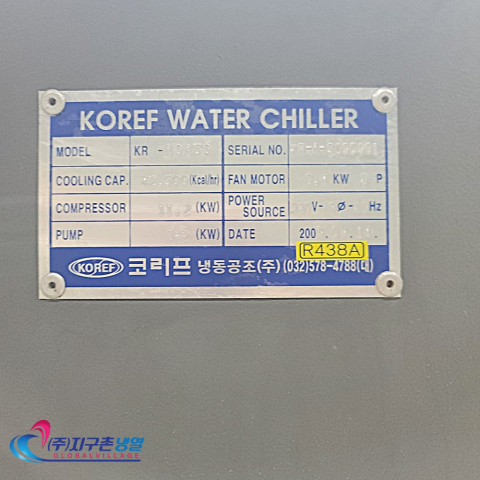 KOREF WATER CHILLER
MODEL KR - SERIAL NO.
COOLING CAP. (Kcal/hr) FAN MOTOR KW P
COMPRESSOR (KW) POWER SOURCE V- Ø- Hz
PUMP (KW) DATE 200
R438A
KOREF 코리프 냉동공조(주) (032)578-4788(대)
(주)지구촌냉열
GLOBALVILLAGE